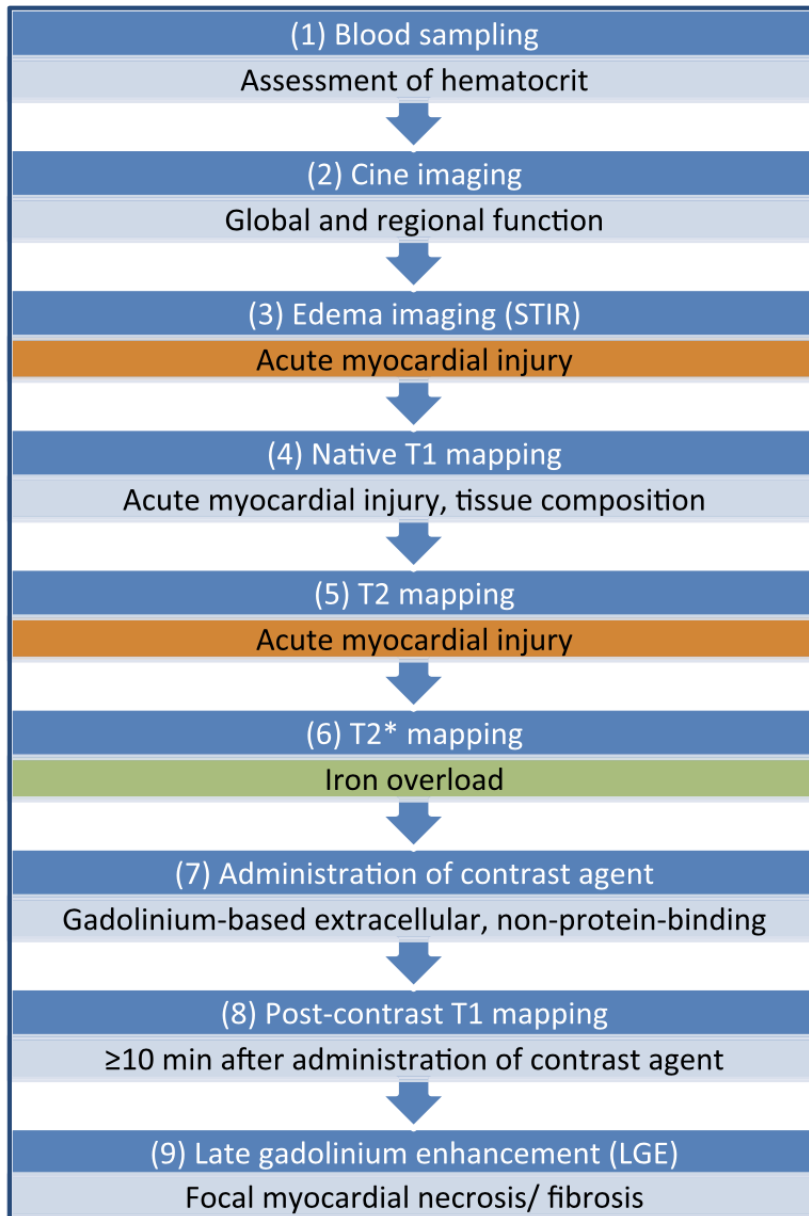 (1) Blood sampling
Assessment of hematocrit
(2) Cine imaging
Global and regional function
(3) Edema imaging (STIR)
Acute myocardial injury
(4) Native T1 mapping
Acute myocardial injury, tissue composition
(5) T2 mapping
Acute myocardial injury
(6) T2* mapping
Iron overload
(7) Administration of contrast agent
Gadolinium-based extracellular, non-protein-binding
(8) Post-contrast T1 mapping
≥10 min after administration of contrast agent
(9) Late gadolinium enhancement (LGE)
Focal myocardial necrosis/ fibrosis